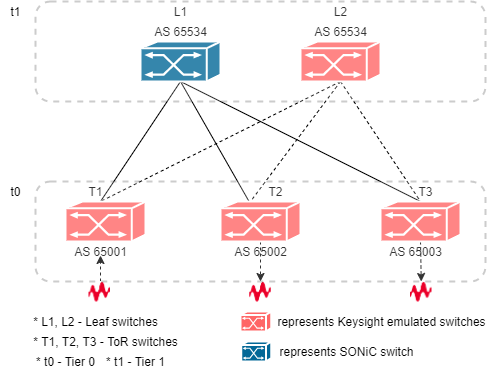 t1
L1
L2
AS 65534
AS 65534
t0
T1
T2
T3
AS 65001
AS 65002
AS 65003
* L1, L2 - Leaf switches
* T1, T2, T3 - ToR switches
* t0 - Tier 0 * t1 - Tier 1
represents Keysight emulated switches
represents SONiC switch